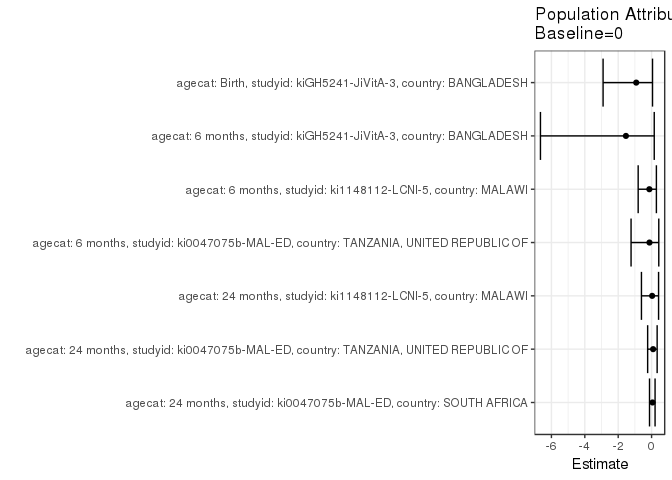 Population Attribu
Baseline=0
agecat: Birth, studyid: kiGH5241-JiVitA-3, country: BANGLADESH
agecat: 6 months, studyid: kiGH5241-JiVitA-3, country: BANGLADESH
agecat: 6 months, studyid: ki1148112-LCNI-5, country: MALAWI
agecat: 6 months, studyid: ki0047075b-MAL-ED, country: TANZANIA, UNITED REPUBLIC OF
agecat: 24 months, studyid: ki1148112-LCNI-5, country: MALAWI
agecat: 24 months, studyid: ki0047075b-MAL-ED, country: TANZANIA, UNITED REPUBLIC OF
agecat: 24 months, studyid: ki0047075b-MAL-ED, country: SOUTH AFRICA
-6 -4 -2 0
Estimate